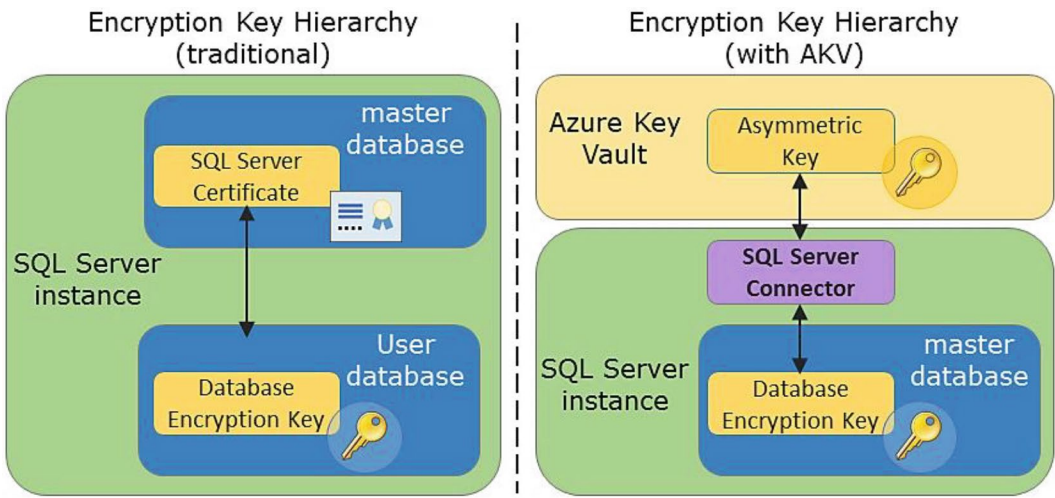 Encryption Key Hierarchy
(traditional)
master
database
SQL Server
Certificate
SQL Server
instance
User
database
Database
Encryption Key
Encryption Key Hierarchy
(with AKV)
Azure Key
Vault
Asymmetric
Key
SQL Server
Connector
SQL Server
instance
master
database
Database
Encryption Key